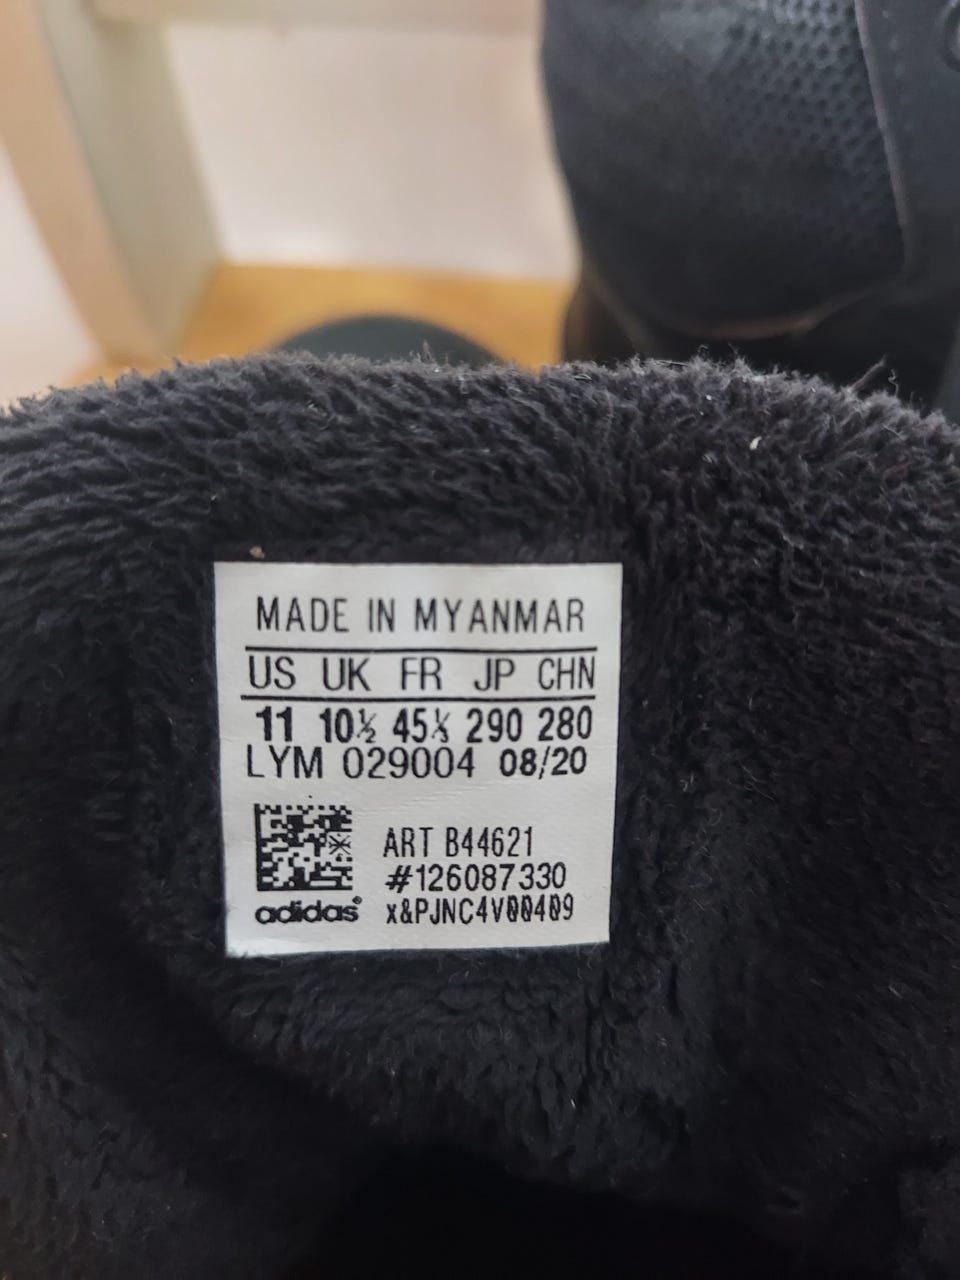 MADE IN MYANMAR
US UK FR JP CHN
11 10½ 45⅓ 290 280
LYM 029004 08/20
ART B44621
#126087330
adidas® x&PJNC4V00409